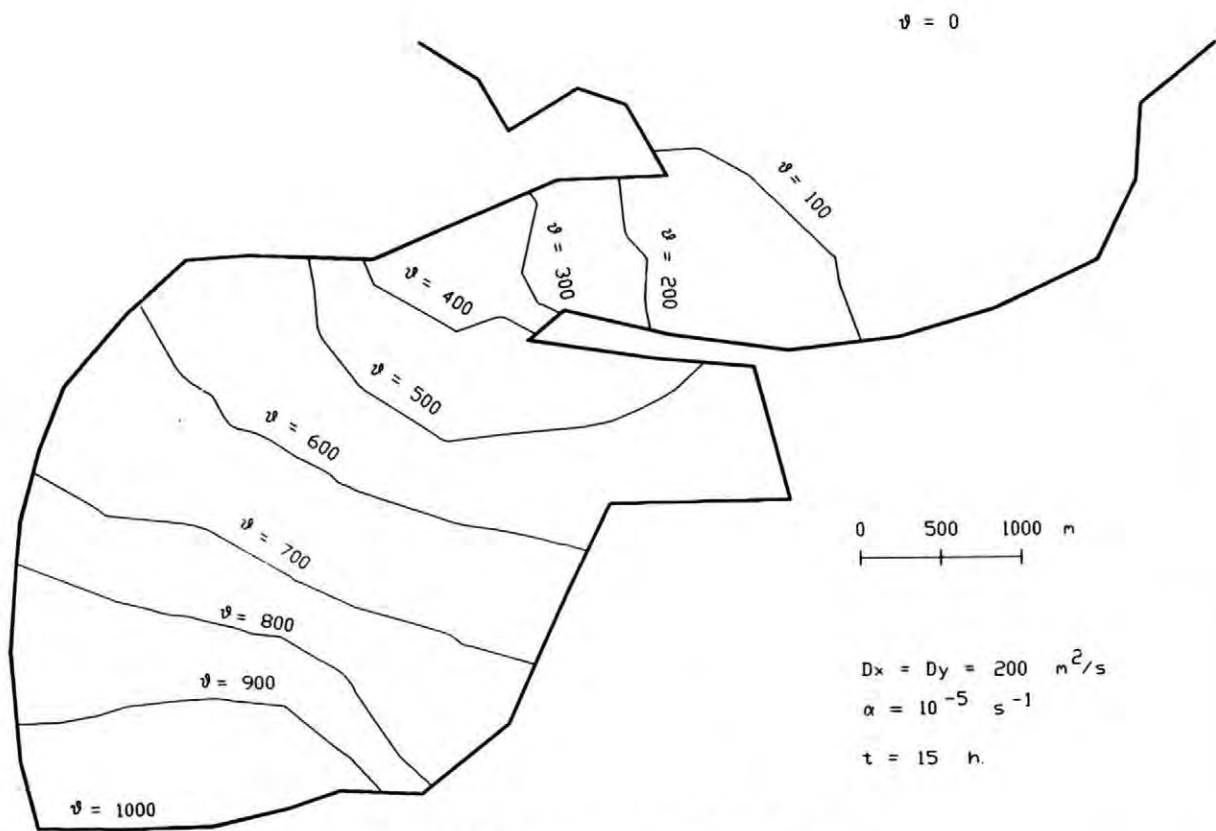 ϑ = 0
ϑ = 100
ϑ = 200
ϑ = 300
ϑ = 400
ϑ = 500
ϑ = 600
ϑ = 700
ϑ = 800
ϑ = 900
ϑ = 1000
0 500 1000 m
Dx = Dy = 200 m²/s
α = 10⁻⁵ s⁻¹
t = 15 h.